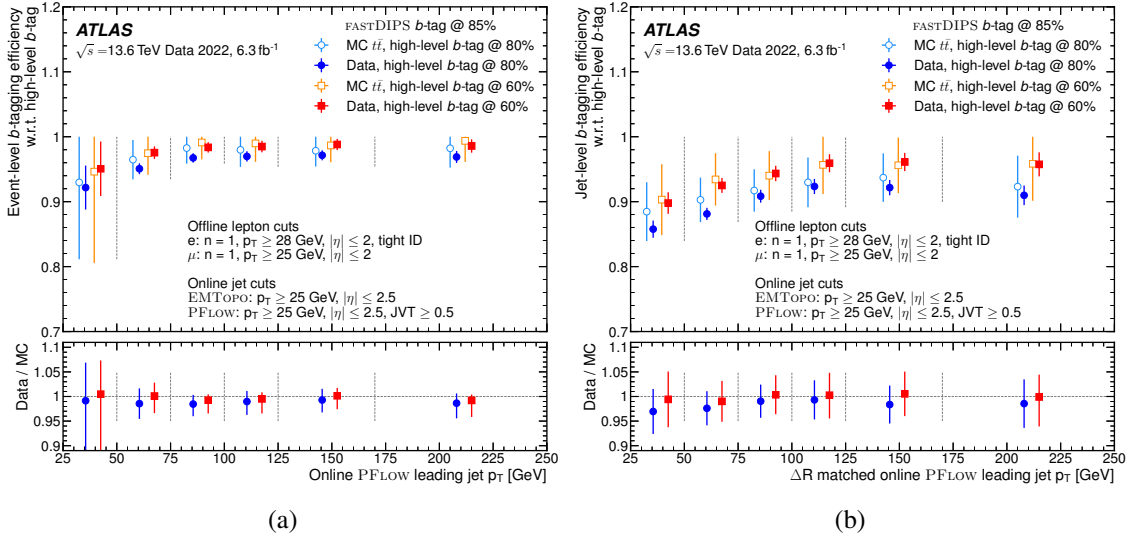 ATLAS
√s =13.6 TeV Data 2022, 6.3 fb⁻¹
FASTDIPS b-tag @ 85%
MC tt̄, high-level b-tag @ 80%
Data, high-level b-tag @ 80%
MC tt̄, high-level b-tag @ 60%
Data, high-level b-tag @ 60%
Event-level b-tagging efficiency
w.r.t. high-level b-tag
1.2
1.1
1
0.9
0.8
0.7
Offline lepton cuts
e: n = 1, p_T ≥ 28 GeV, |η| ≤ 2, tight ID
μ: n = 1, p_T ≥ 25 GeV, |η| ≤ 2
Online jet cuts
EMTOPO: p_T ≥ 25 GeV, |η| ≤ 2.5
PFLOW: p_T ≥ 25 GeV, |η| ≤ 2.5, JVT ≥ 0.5
Data / MC
1.1
1.05
1
0.95
0.9
25 50 75 100 125 150 175 200 225 250
Online PFLOW leading jet p_T [GeV]
(a)
ATLAS
√s =13.6 TeV Data 2022, 6.3 fb⁻¹
FASTDIPS b-tag @ 85%
MC tt̄, high-level b-tag @ 80%
Data, high-level b-tag @ 80%
MC tt̄, high-level b-tag @ 60%
Data, high-level b-tag @ 60%
Jet-level b-tagging efficiency
w.r.t. high-level b-tag
1.2
1.1
1
0.9
0.8
0.7
Offline lepton cuts
e: n = 1, p_T ≥ 28 GeV, |η| ≤ 2, tight ID
μ: n = 1, p_T ≥ 25 GeV, |η| ≤ 2
Online jet cuts
EMTOPO: p_T ≥ 25 GeV, |η| ≤ 2.5
PFLOW: p_T ≥ 25 GeV, |η| ≤ 2.5, JVT ≥ 0.5
Data / MC
1.1
1.05
1
0.95
0.9
25 50 75 100 125 150 175 200 225 250
ΔR matched online PFLOW leading jet p_T [GeV]
(b)